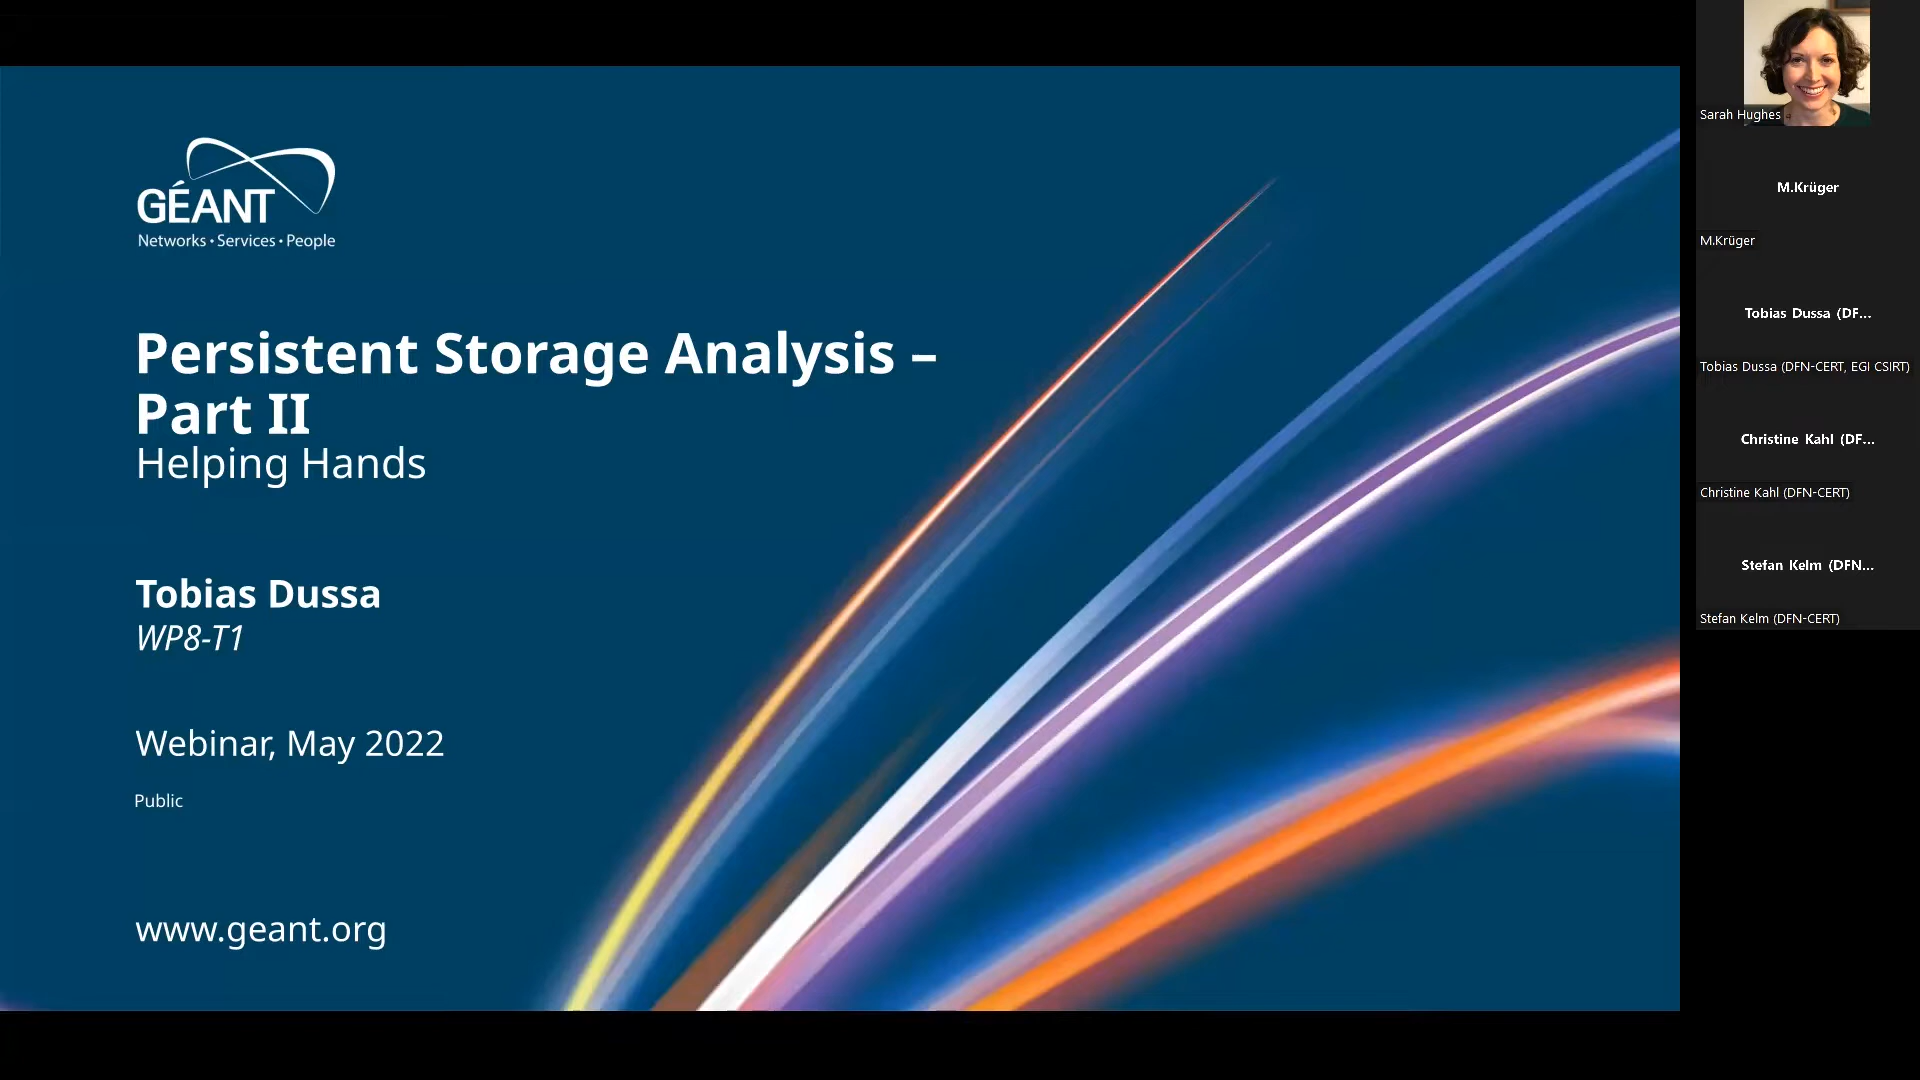 GÉANT
Networks • Services • People
Persistent Storage Analysis –
Part II
Helping Hands
Tobias Dussa
WP8-T1
Webinar, May 2022
Public
www.geant.org
Sarah Hughes
M.Krüger
M.Krüger
Tobias Dussa (DF...
Tobias Dussa (DFN-CERT, EGI CSIRT)
Christine Kahl (DF...
Christine Kahl (DFN-CERT)
Stefan Kelm (DFN...
Stefan Kelm (DFN-CERT)